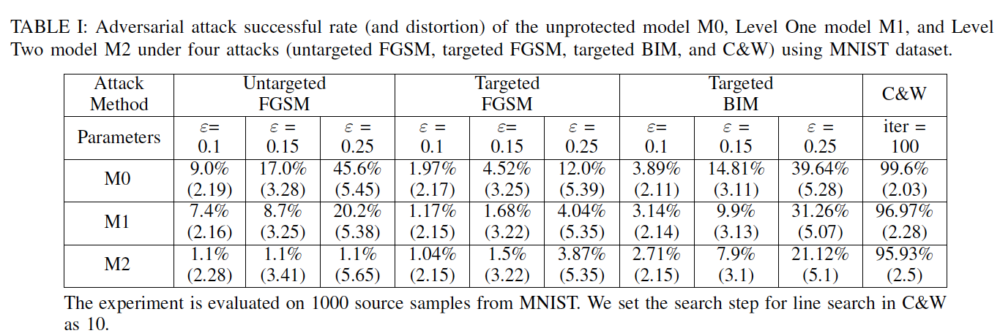 TABLE I: Adversarial attack successful rate (and distortion) of the unprotected model M0, Level One model M1, and Level
Two model M2 under four attacks (untargeted FGSM, targeted FGSM, targeted BIM, and C&W) using MNIST dataset.
Attack Method Untargeted FGSM Targeted FGSM Targeted BIM C&W
Parameters ε= 0.1 ε = 0.15 ε = 0.25 ε = 0.1 ε= 0.15 ε = 0.25 ε= 0.1 ε = 0.15 ε = 0.25 iter = 100
M0 9.0% (2.19) 17.0% (3.28) 45.6% (5.45) 1.97% (2.17) 4.52% (3.25) 12.0% (5.39) 3.89% (2.11) 14.81% (3.11) 39.64% (5.28) 99.6% (2.03)
M1 7.4% (2.16) 8.7% (3.25) 20.2% (5.38) 1.17% (2.15) 1.68% (3.22) 4.04% (5.35) 3.14% (2.14) 9.9% (3.13) 31.26% (5.07) 96.97% (2.28)
M2 1.1% (2.28) 1.1% (3.41) 1.1% (5.65) 1.04% (2.15) 1.5% (3.22) 3.87% (5.35) 2.71% (2.15) 7.9% (3.1) 21.12% (5.1) 95.93% (2.5)
The experiment is evaluated on 1000 source samples from MNIST. We set the search step for line search in C&W
as 10.